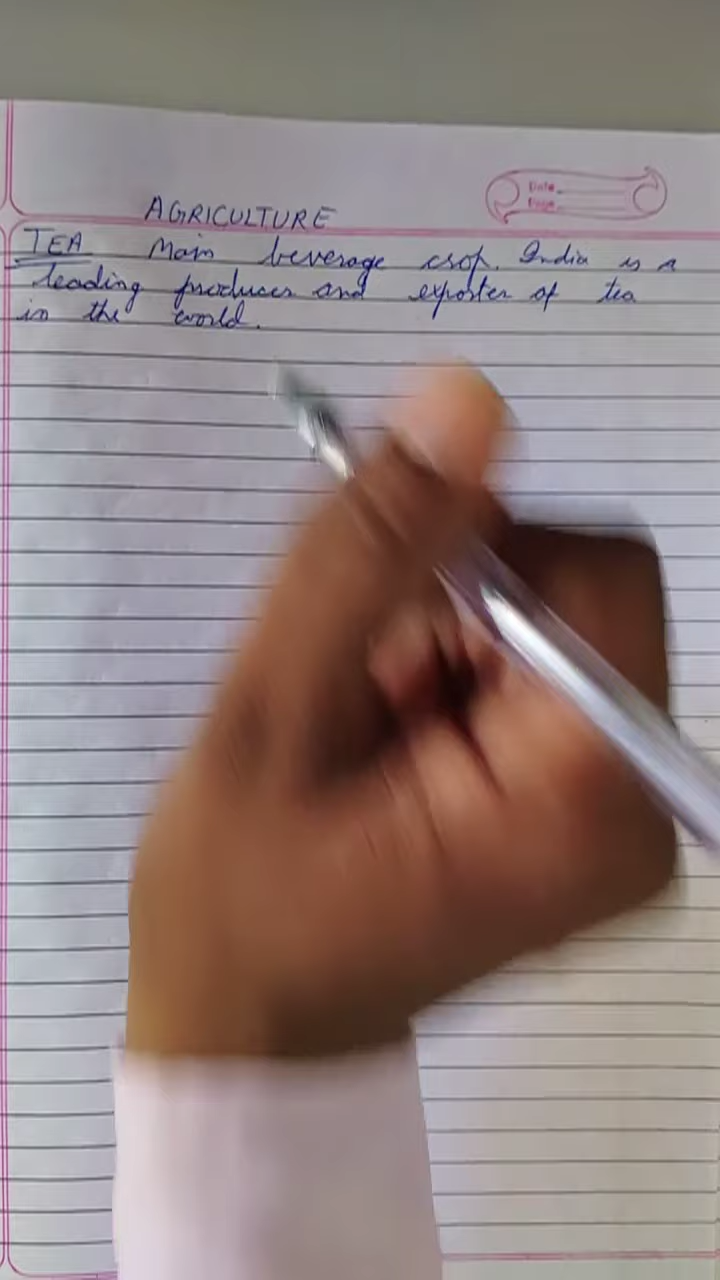 Date
Page
AGRICULTURE
TEA Main beverage crop. India is a
leading producer and exporter of tea
in the world.